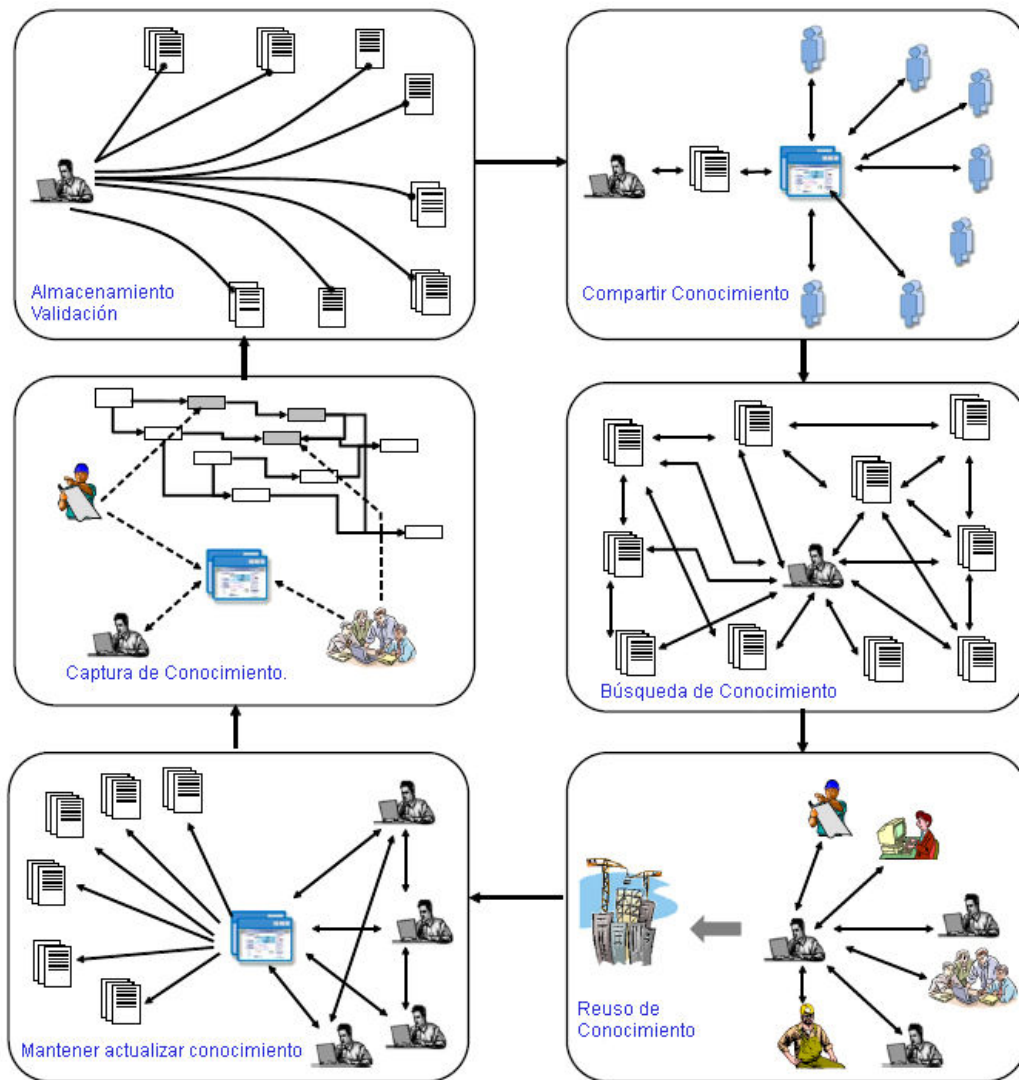 Almacenamiento
Validación
Compartir Conocimiento
Captura de Conocimiento.
Búsqueda de Conocimiento
Mantener actualizar conocimiento
Reuso de
Conocimiento